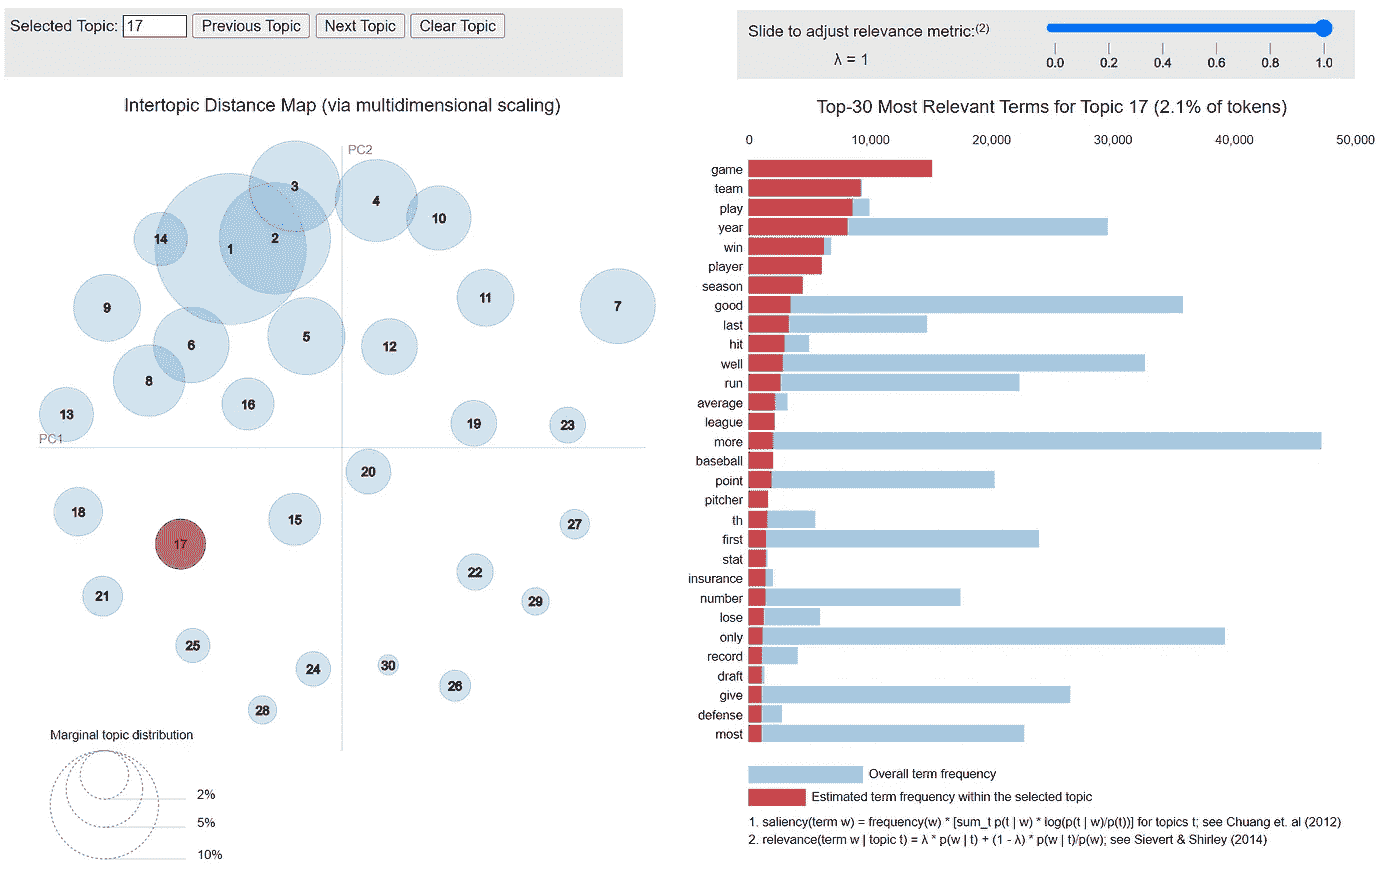 Selected Topic: 17 Previous Topic Next Topic Clear Topic
Slide to adjust relevance metric:(2)
λ = 1
0.0 0.2 0.4 0.6 0.8 1.0
Intertopic Distance Map (via multidimensional scaling)
PC2
PC1
1
2
3
4
5
6
7
8
9
10
11
12
13
14
15
16
17
18
19
20
21
22
23
24
25
26
27
28
29
30
Marginal topic distribution
2%
5%
10%
Top-30 Most Relevant Terms for Topic 17 (2.1% of tokens)
0 10,000 20,000 30,000 40,000 50,000
game
team
play
year
win
player
season
good
last
hit
well
run
average
league
more
baseball
point
pitcher
th
first
stat
insurance
number
lose
only
record
draft
give
defense
most
Overall term frequency
Estimated term frequency within the selected topic
1. saliency(term w) = frequency(w) * [sum_t p(t | w) * log(p(t | w)/p(t))] for topics t; see Chuang et. al (2012)
2. relevance(term w | topic t) = λ * p(w | t) + (1 - λ) * p(w | t)/p(w); see Sievert & Shirley (2014)